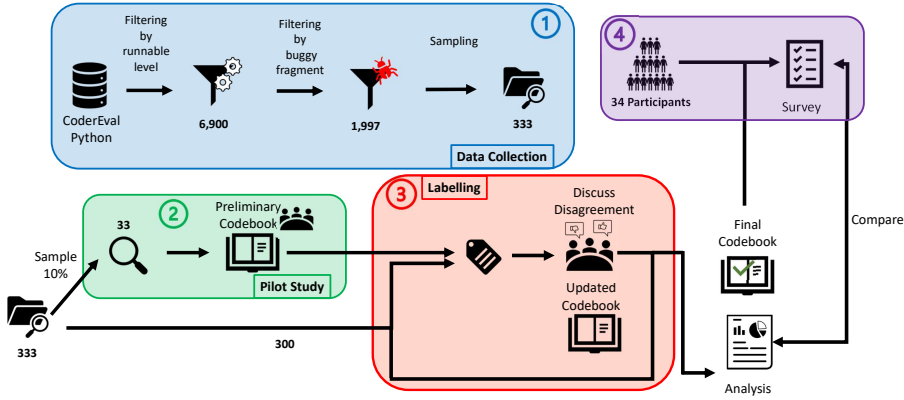 1
Filtering
by
runnable
level
Filtering
by
buggy
fragment
Sampling
CoderEval
Python
6,900
1,997
333
Data Collection
4
34 Participants
Survey
2
33
Preliminary
Codebook
Pilot Study
Sample
10%
333
300
3
Labelling
Discuss
Disagreement
Updated
Codebook
Final
Codebook
Compare
Analysis